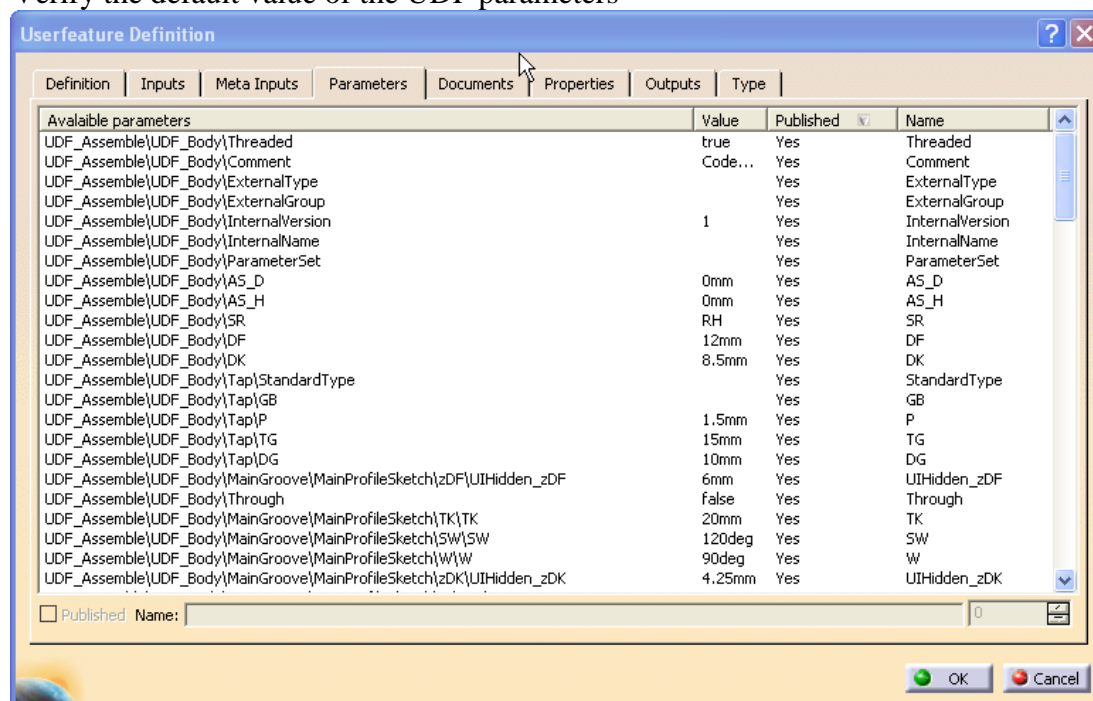 Verify the default value of the UDF parameters
Userfeature Definition
Definition Inputs Meta Inputs Parameters Documents Properties Outputs Type
Avalaible parameters Value Published Name
UDF_Assemble\UDF_Body\Threaded true Yes Threaded
UDF_Assemble\UDF_Body\Comment Code... Yes Comment
UDF_Assemble\UDF_Body\ExternalType Yes ExternalType
UDF_Assemble\UDF_Body\ExternalGroup Yes ExternalGroup
UDF_Assemble\UDF_Body\InternalVersion 1 Yes InternalVersion
UDF_Assemble\UDF_Body\InternalName Yes InternalName
UDF_Assemble\UDF_Body\ParameterSet Yes ParameterSet
UDF_Assemble\UDF_Body\AS_D 0mm Yes AS_D
UDF_Assemble\UDF_Body\AS_H 0mm Yes AS_H
UDF_Assemble\UDF_Body\SR RH Yes SR
UDF_Assemble\UDF_Body\DF 12mm Yes DF
UDF_Assemble\UDF_Body\DK 8.5mm Yes DK
UDF_Assemble\UDF_Body\Tap\StandardType Yes StandardType
UDF_Assemble\UDF_Body\Tap\GB Yes GB
UDF_Assemble\UDF_Body\Tap\P 1.5mm Yes P
UDF_Assemble\UDF_Body\Tap\TG 15mm Yes TG
UDF_Assemble\UDF_Body\Tap\DG 10mm Yes DG
UDF_Assemble\UDF_Body\MainGroove\MainProfileSketch\zDF\UIHidden_zDF 6mm Yes UIHidden_zDF
UDF_Assemble\UDF_Body\Through false Yes Through
UDF_Assemble\UDF_Body\MainGroove\MainProfileSketch\TK\TK 20mm Yes TK
UDF_Assemble\UDF_Body\MainGroove\MainProfileSketch\SW\SW 120deg Yes SW
UDF_Assemble\UDF_Body\MainGroove\MainProfileSketch\W\W 90deg Yes W
UDF_Assemble\UDF_Body\MainGroove\MainProfileSketch\zDK\UIHidden_zDK 4.25mm Yes UIHidden_zDK
Published Name: 0
OK Cancel